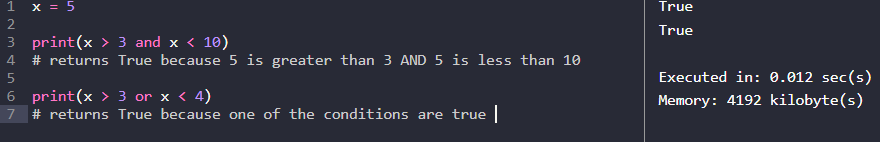 1 x = 5
2
3 print(x > 3 and x < 10)
4 # returns True because 5 is greater than 3 AND 5 is less than 10
5
6 print(x > 3 or x < 4)
7 # returns True because one of the conditions are true
True
True
Executed in: 0.012 sec(s)
Memory: 4192 kilobyte(s)